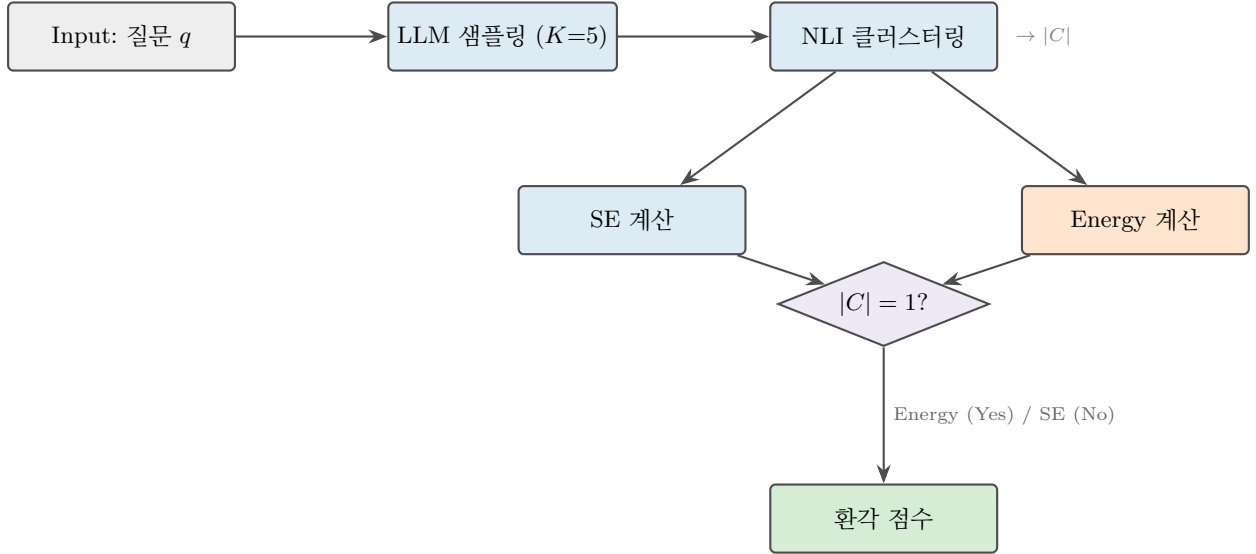 Input: 질문 q
LLM 샘플링 (K=5)
NLI 클러스터링
→ |C|
SE 계산
Energy 계산
|C| = 1?
Energy (Yes) / SE (No)
환각 점수